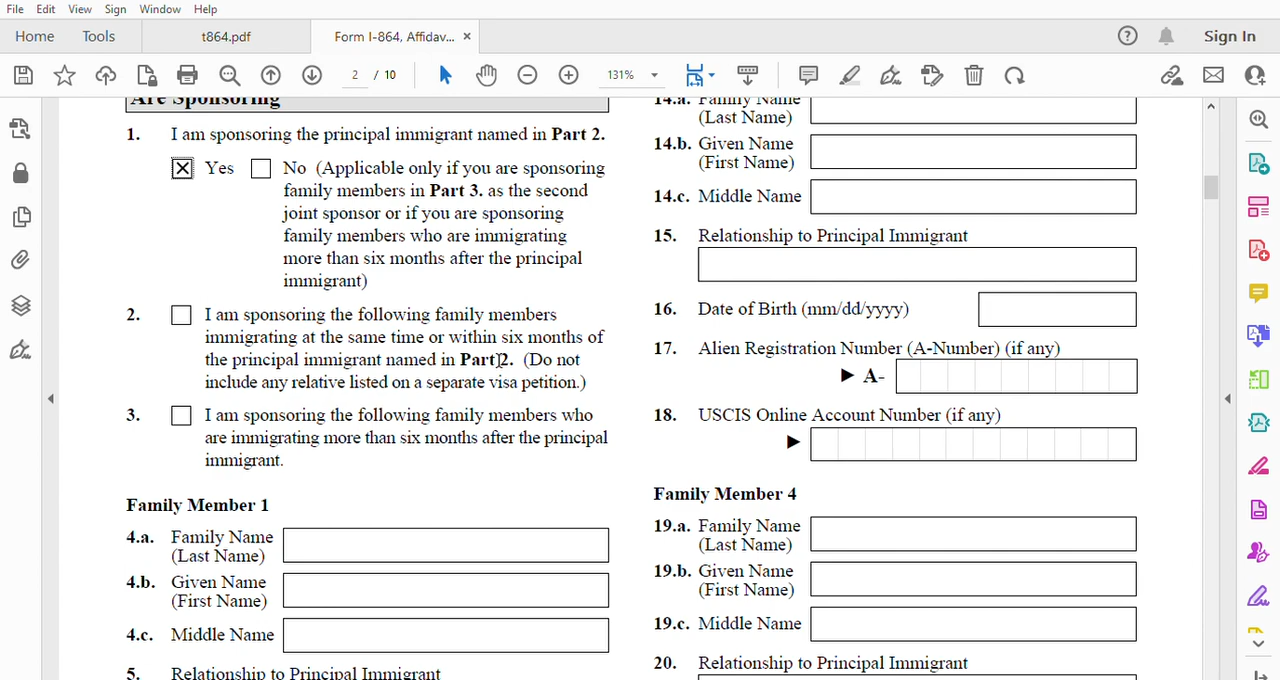 File Edit View Sign Window Help
Home Tools t864.pdf Form I-864, Affidav... × Sign In
2 / 10 131%
Are Sponsoring
1. I am sponsoring the principal immigrant named in Part 2.
Yes No (Applicable only if you are sponsoring
family members in Part 3. as the second
joint sponsor or if you are sponsoring
family members who are immigrating
more than six months after the principal
immigrant)
2. I am sponsoring the following family members
immigrating at the same time or within six months of
the principal immigrant named in Part 2. (Do not
include any relative listed on a separate visa petition.)
3. I am sponsoring the following family members who
are immigrating more than six months after the principal
immigrant.
Family Member 1
4.a. Family Name
(Last Name)
4.b. Given Name
(First Name)
4.c. Middle Name
5. Relationship to Principal Immigrant
14.a. Family Name
(Last Name)
14.b. Given Name
(First Name)
14.c. Middle Name
15. Relationship to Principal Immigrant
16. Date of Birth (mm/dd/yyyy)
17. Alien Registration Number (A-Number) (if any)
► A-
18. USCIS Online Account Number (if any)
►
Family Member 4
19.a. Family Name
(Last Name)
19.b. Given Name
(First Name)
19.c. Middle Name
20. Relationship to Principal Immigrant